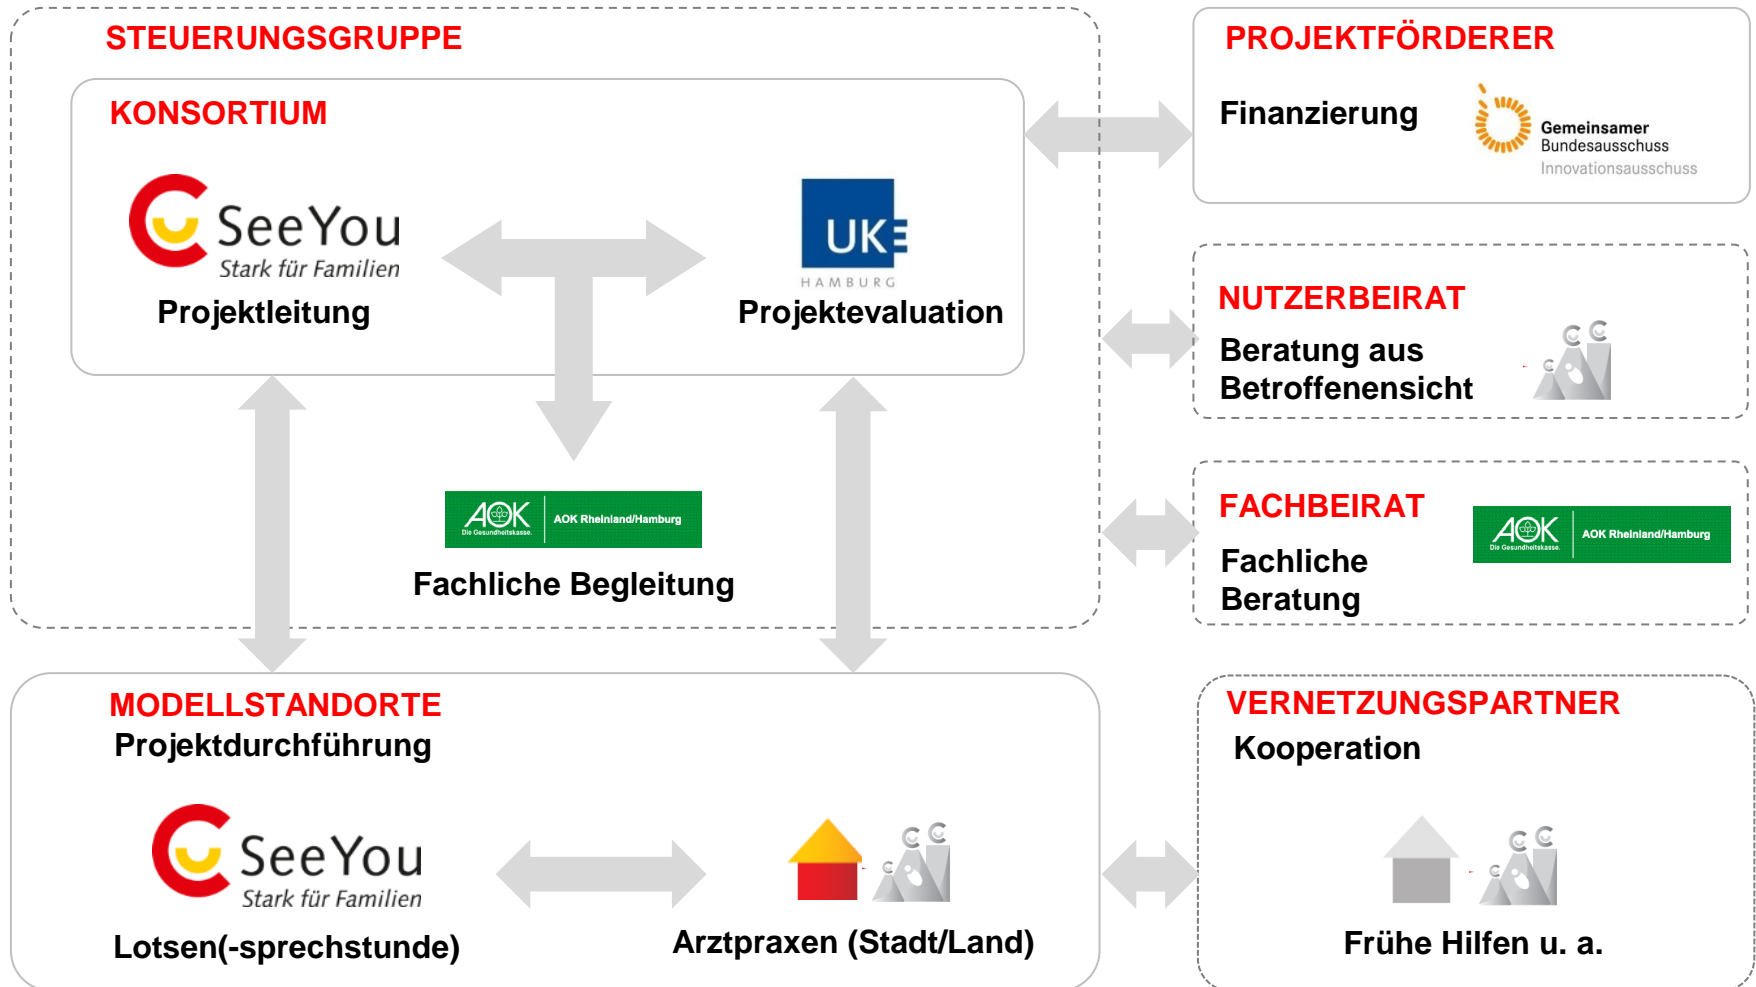 STEUERUNGSGRUPPE
KONSORTIUM
SeeYou
Stark für Familien
Projektleitung
UKE
HAMBURG
Projektevaluation
AOK
Die Gesundheitskasse.
AOK Rheinland/Hamburg
Fachliche Begleitung
PROJEKTFÖRDERER
Finanzierung
Gemeinsamer
Bundesausschuss
Innovationsausschuss
NUTZERBEIRAT
Beratung aus
Betroffenensicht
FACHBEIRAT
Fachliche
Beratung
AOK
Die Gesundheitskasse.
AOK Rheinland/Hamburg
MODELLSTANDORTE
Projektdurchführung
SeeYou
Stark für Familien
Lotsen(-sprechstunde)
Arztpraxen (Stadt/Land)
VERNETZUNGSPARTNER
Kooperation
Frühe Hilfen u. a.